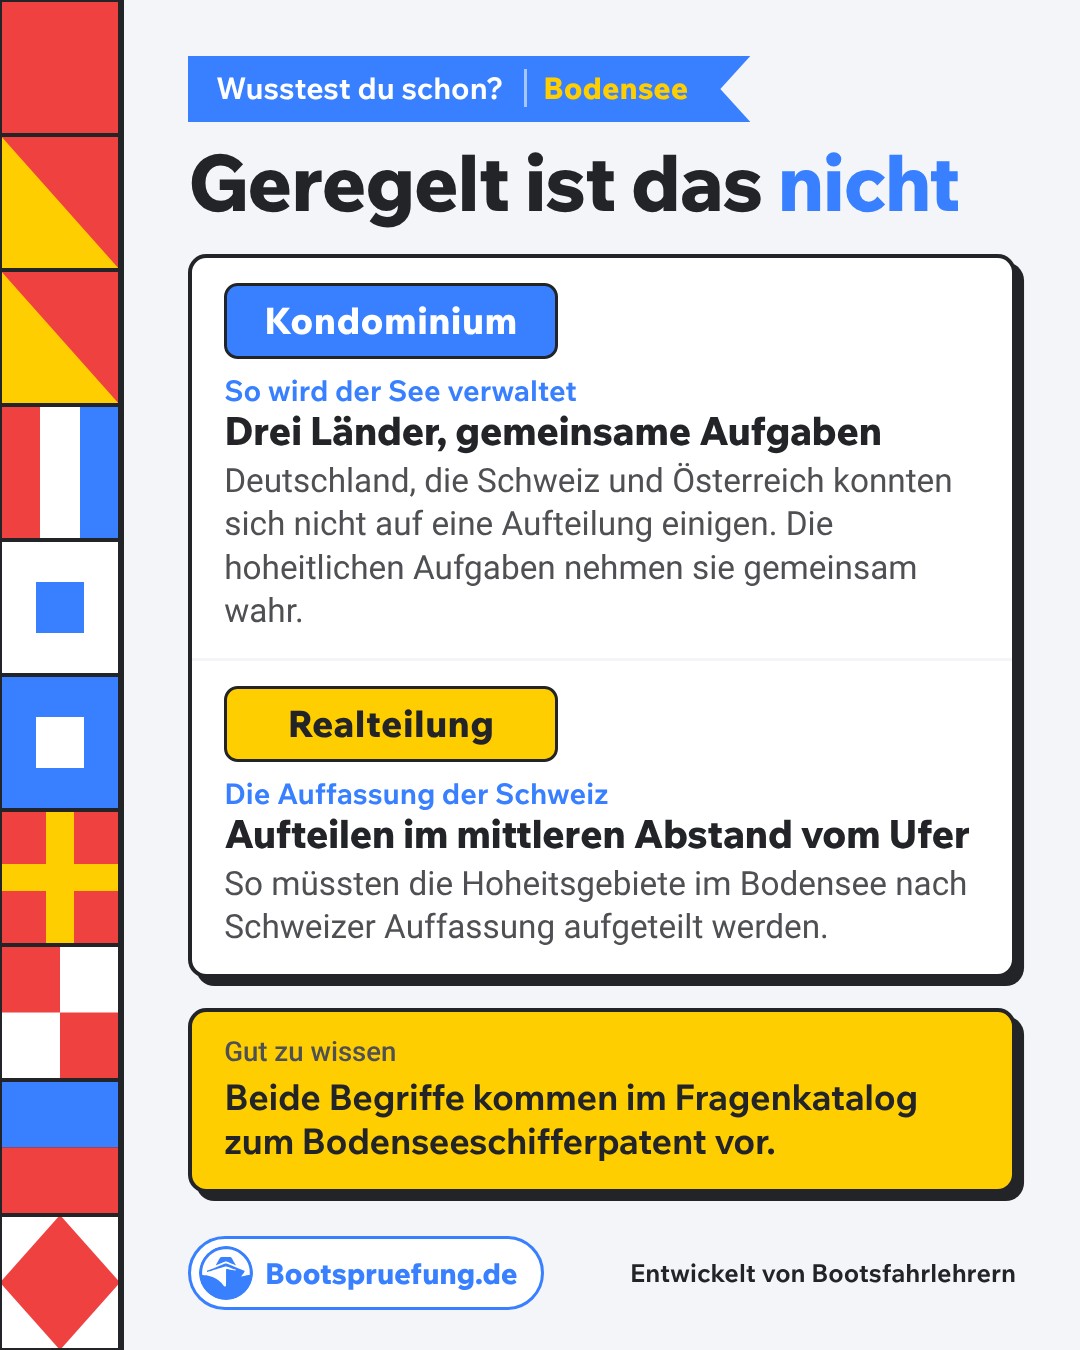 Wusstest du schon? Bodensee
Geregelt ist das nicht
Kondominium
So wird der See verwaltet
Drei Länder, gemeinsame Aufgaben
Deutschland, die Schweiz und Österreich konnten
sich nicht auf eine Aufteilung einigen. Die
hoheitlichen Aufgaben nehmen sie gemeinsam
wahr.
Realteilung
Die Auffassung der Schweiz
Aufteilen im mittleren Abstand vom Ufer
So müssten die Hoheitsgebiete im Bodensee nach
Schweizer Auffassung aufgeteilt werden.
Gut zu wissen
Beide Begriffe kommen im Fragenkatalog
zum Bodenseeschifferpatent vor.
Bootspruefung.de
Entwickelt von Bootsfahrlehrern